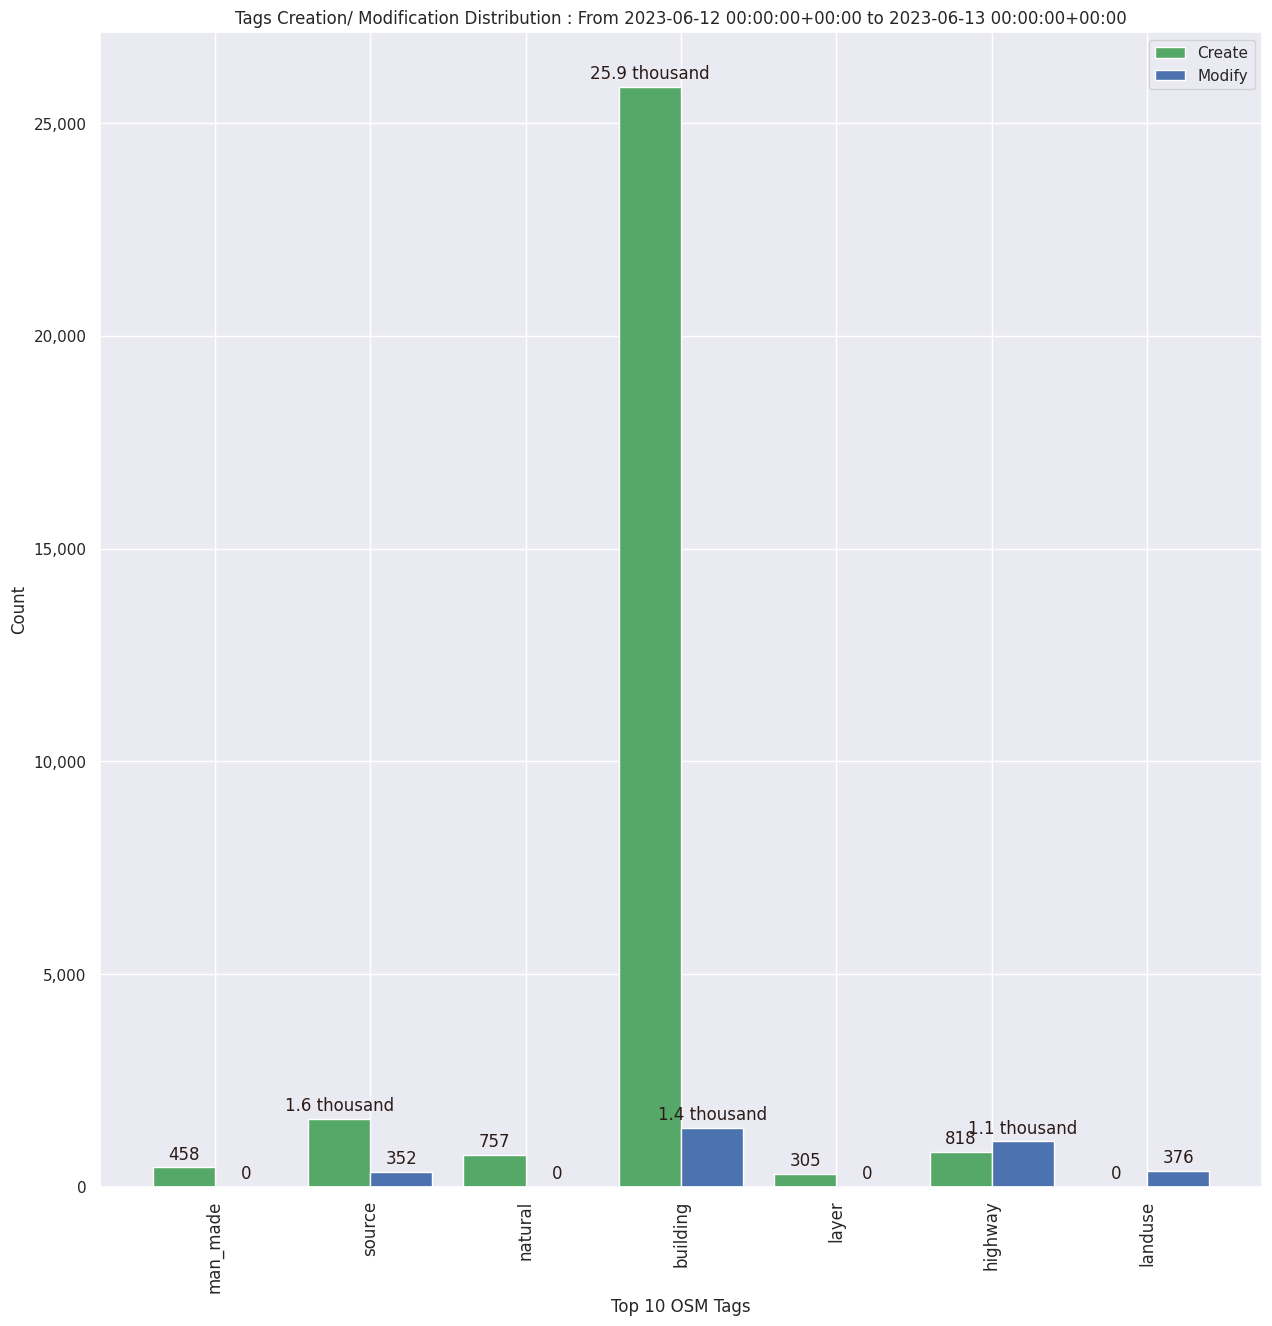 Tags Creation/ Modification Distribution : From 2023-06-12 00:00:00+00:00 to 2023-06-13 00:00:00+00:00
Create
Modify
25.9 thousand
25,000
20,000
15,000
10,000
5,000
0
Count
458
0
1.6 thousand
352
757
0
1.4 thousand
305
0
818
1.1 thousand
0
376
man_made
source
natural
building
layer
highway
landuse
Top 10 OSM Tags